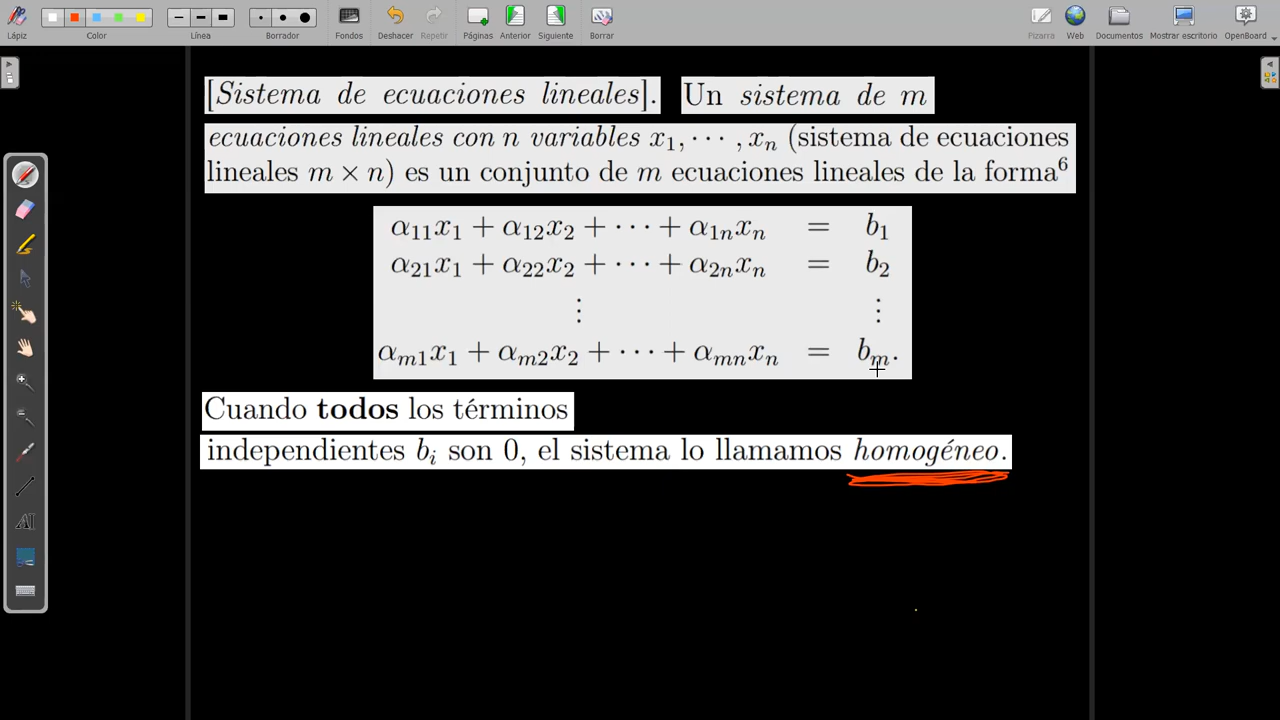 Lápiz Color Línea Borrador Fondos Deshacer Repetir Páginas Anterior Siguiente Borrar Pizarra Web Documentos Mostrar escritorio OpenBoard
[Sistema de ecuaciones lineales]. Un sistema de m
ecuaciones lineales con n variables x₁, ⋯ , xₙ (sistema de ecuaciones
lineales m × n) es un conjunto de m ecuaciones lineales de la forma⁶
α₁₁x₁ + α₁₂x₂ + ⋯ + α₁ₙxₙ = b₁
α₂₁x₁ + α₂₂x₂ + ⋯ + α₂ₙxₙ = b₂
⋮ ⋮
αₘ₁x₁ + αₘ₂x₂ + ⋯ + αₘₙxₙ = bₘ.
Cuando todos los términos
independientes bᵢ son 0, el sistema lo llamamos homogéneo.
AI